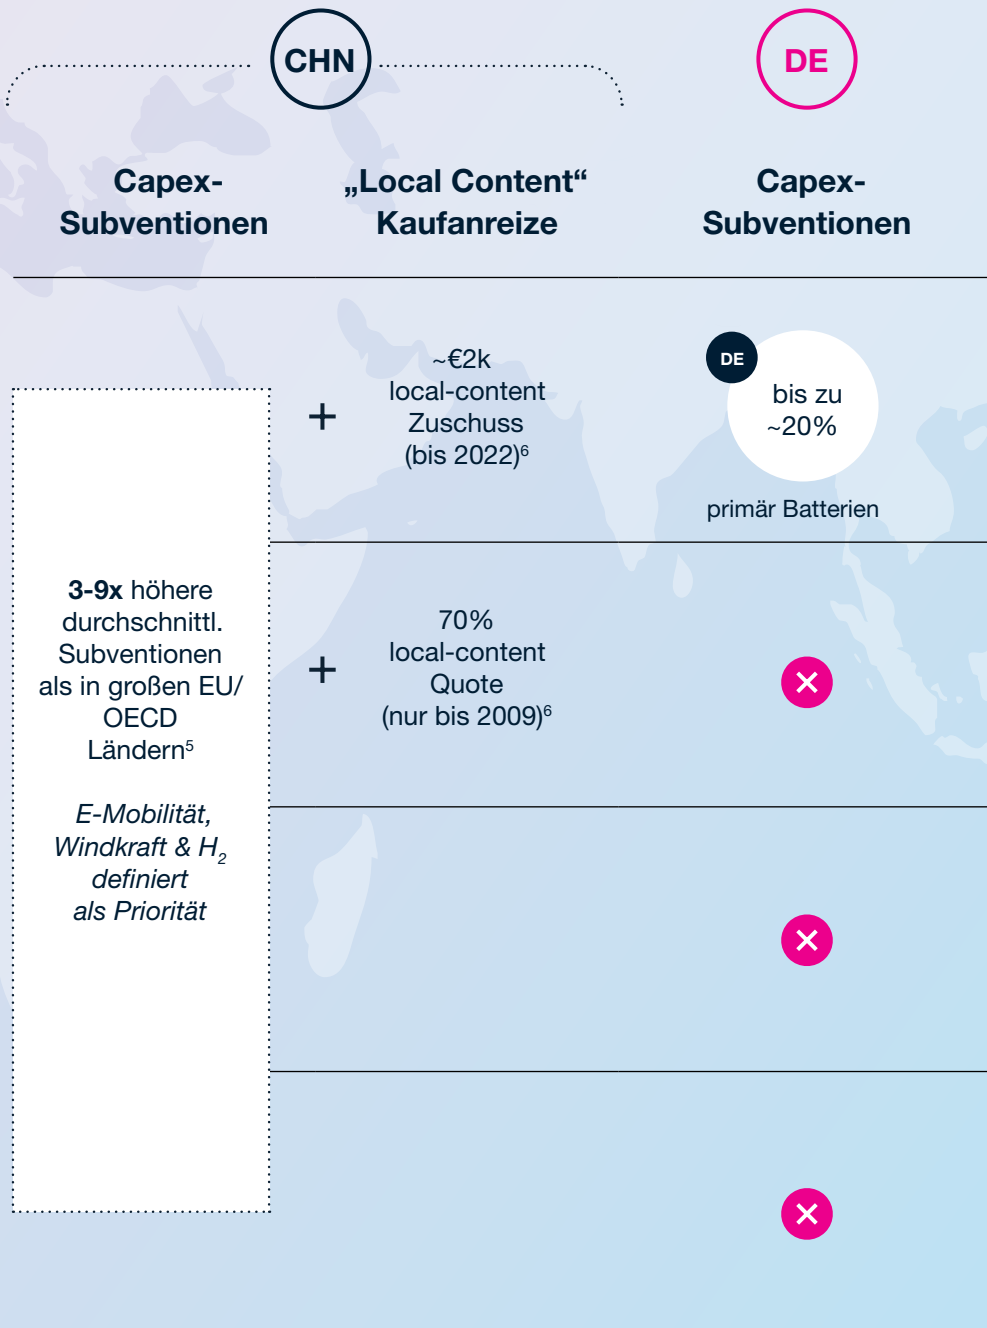 CHN
DE
Capex-
Subventionen
„Local Content“
Kaufanreize
Capex-
Subventionen
3-9x höhere
durchschnittl.
Subventionen
als in großen EU/
OECD
Ländern⁵
E-Mobilität,
Windkraft & H₂
definiert
als Priorität
+
~€2k
local-content
Zuschuss
(bis 2022)⁶
DE
bis zu
~20%
primär Batterien
+
70%
local-content
Quote
(nur bis 2009)⁶